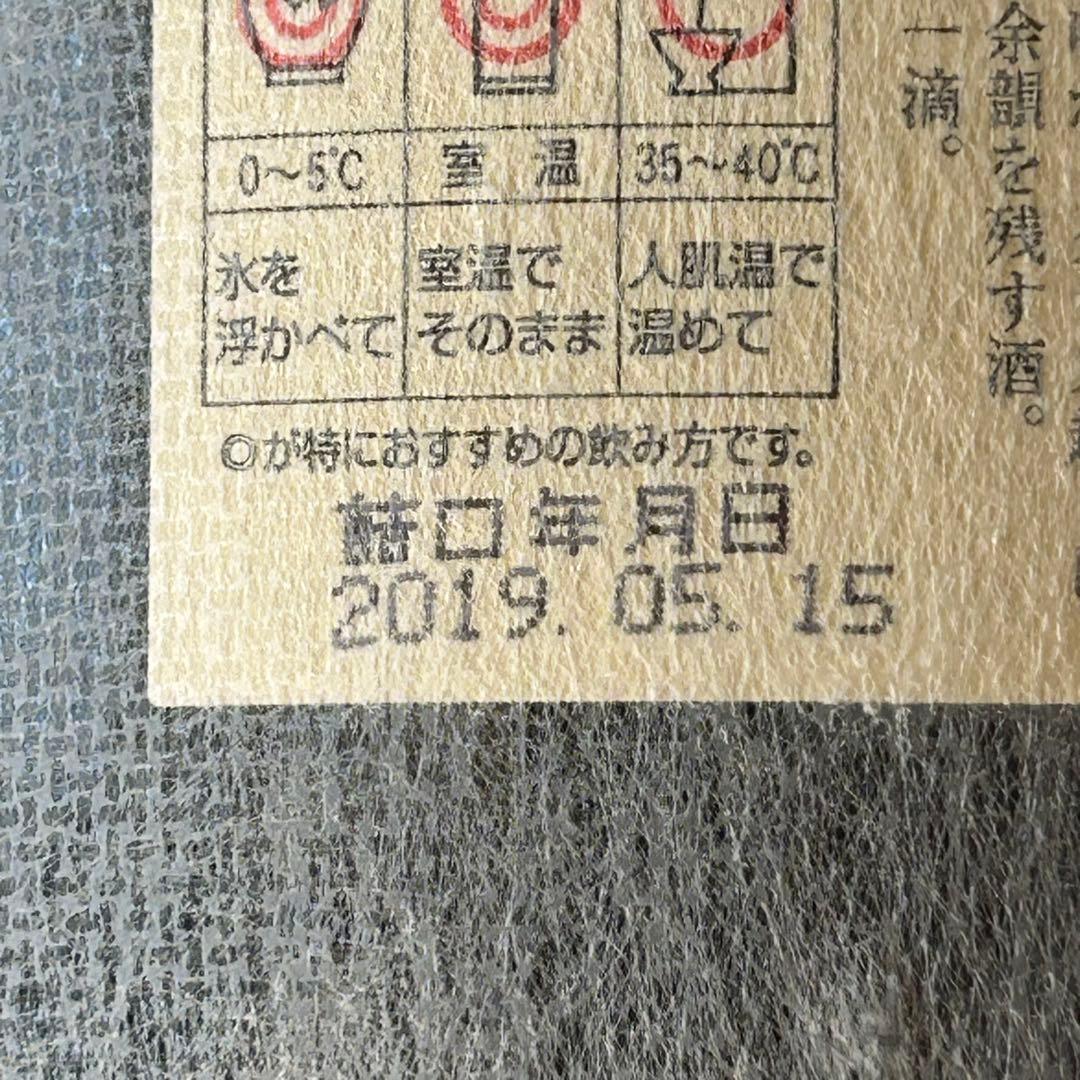 0～5℃ 室 温 35～40℃
氷を 室温で 人肌温で
浮かべて そのまま 温めて
◎が特におすすめの飲み方です。
詰口年月日
2019. 05. 15
余韻を残す酒。
一滴。